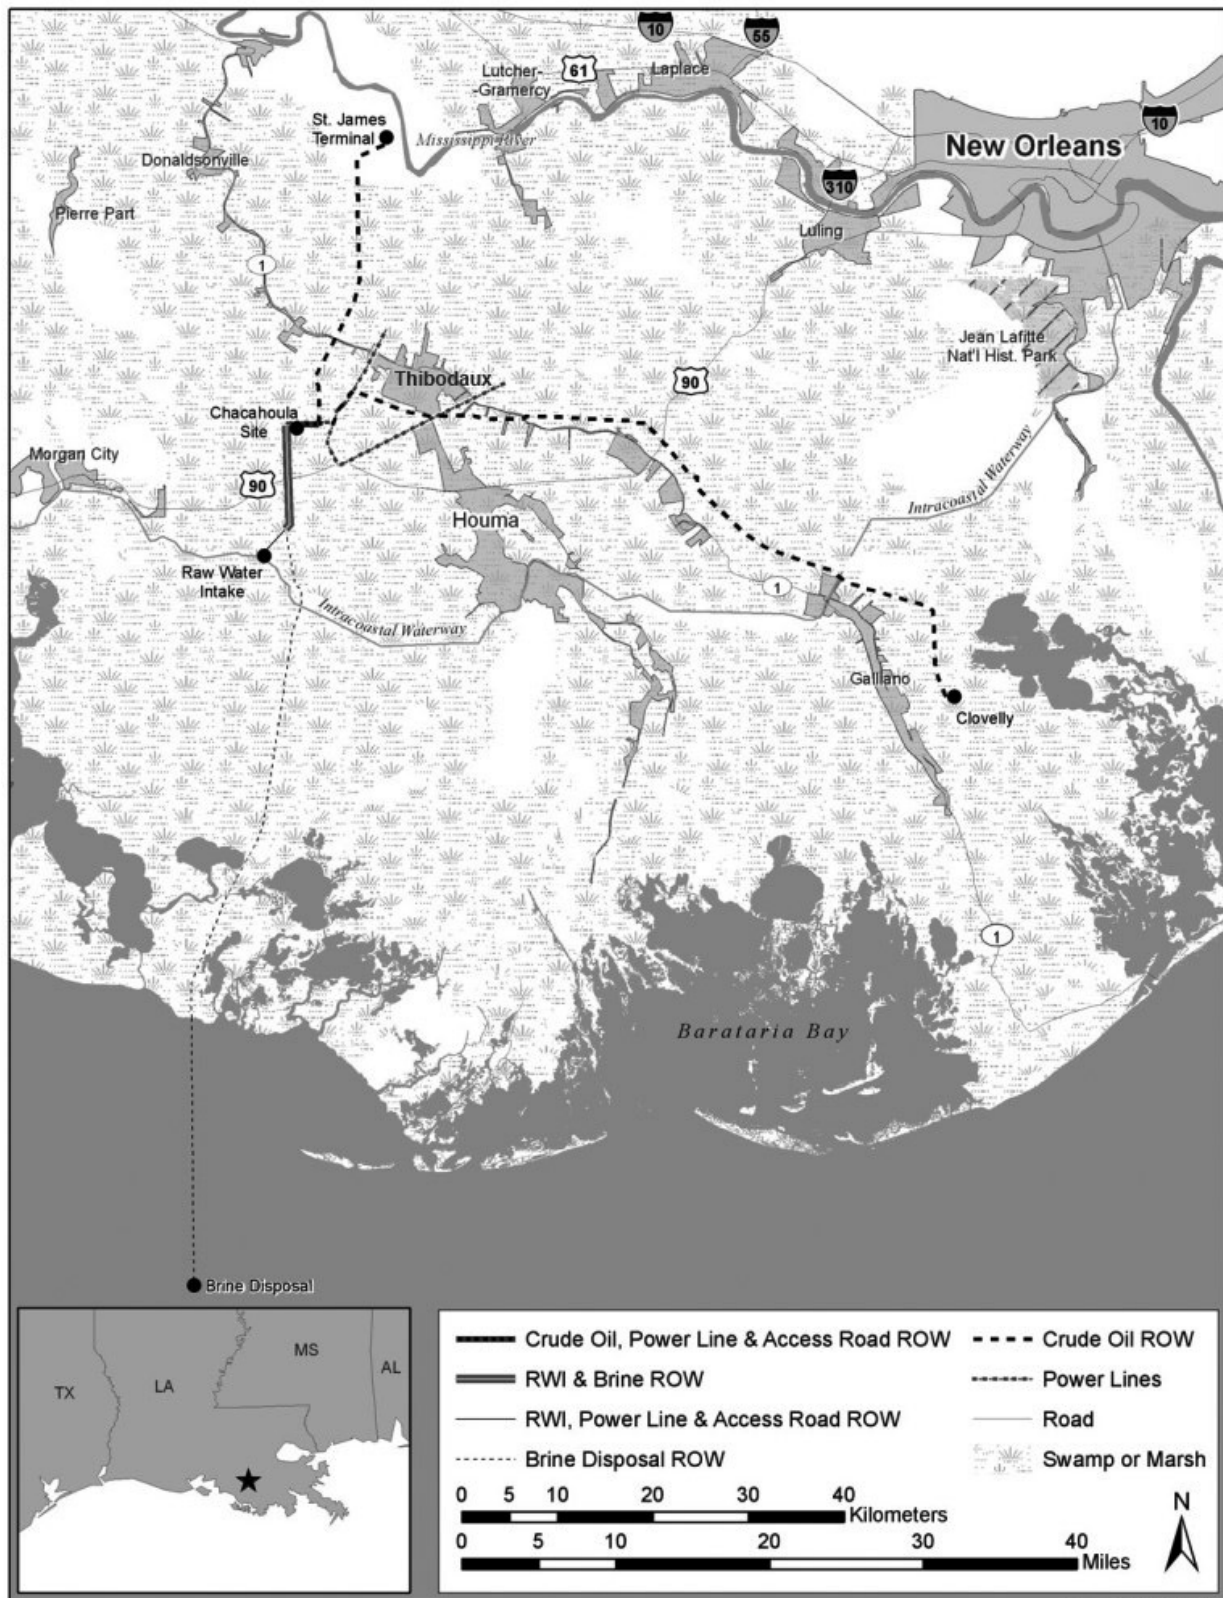 10
55
61
Lutcher-
-Gramercy
Laplace
St. James
Terminal
Mississippi River
10
New Orleans
Donaldsonville
310
Pierre Part
Luling
1
Jean Lafitte
Nat'l Hist. Park
Thibodaux
90
Chacahoula
Site
Morgan City
90
Intracoastal Waterway
Houma
Raw Water
Intake
1
Intracoastal Waterway
Galliano
Clovelly
1
Barataria Bay
Brine Disposal
TX
LA
MS
AL
Crude Oil, Power Line & Access Road ROW
Crude Oil ROW
RWI & Brine ROW
Power Lines
RWI, Power Line & Access Road ROW
Road
Brine Disposal ROW
Swamp or Marsh
0 5 10 20 30 40
Kilometers
0 5 10 20 30 40
Miles
N